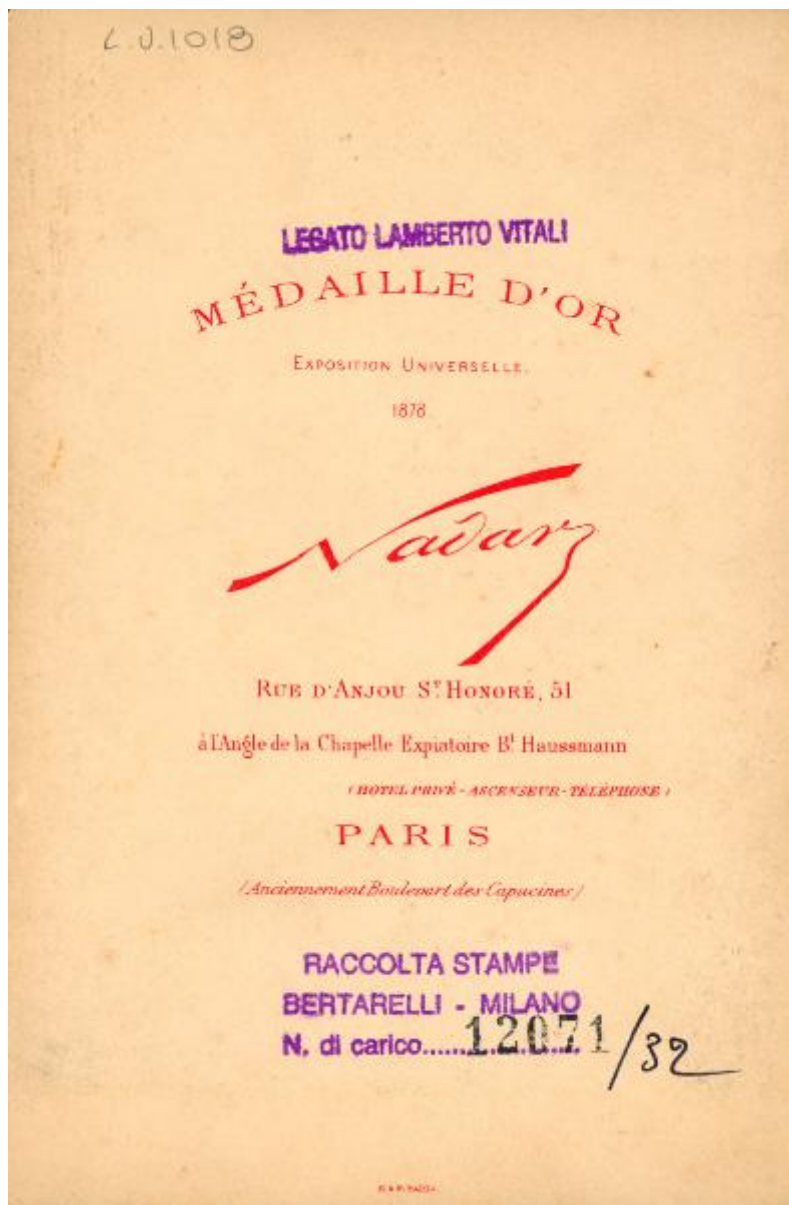 L.V.1018
LEGATO LAMBERTO VITALI
MÉDAILLE D'OR
EXPOSITION UNIVERSELLE.
1878
Nadar
RUE D'ANJOU St HONORÉ, 51
à l'Angle de la Chapelle Expiatoire Bd Haussmann
(HOTEL PRIVÉ - ASCENSEUR - TÉLÉPHONE)
PARIS
(Anciennement Boulevart des Capucines)
RACCOLTA STAMPE
BERTARELLI - MILANO
N. di carico......12071/32